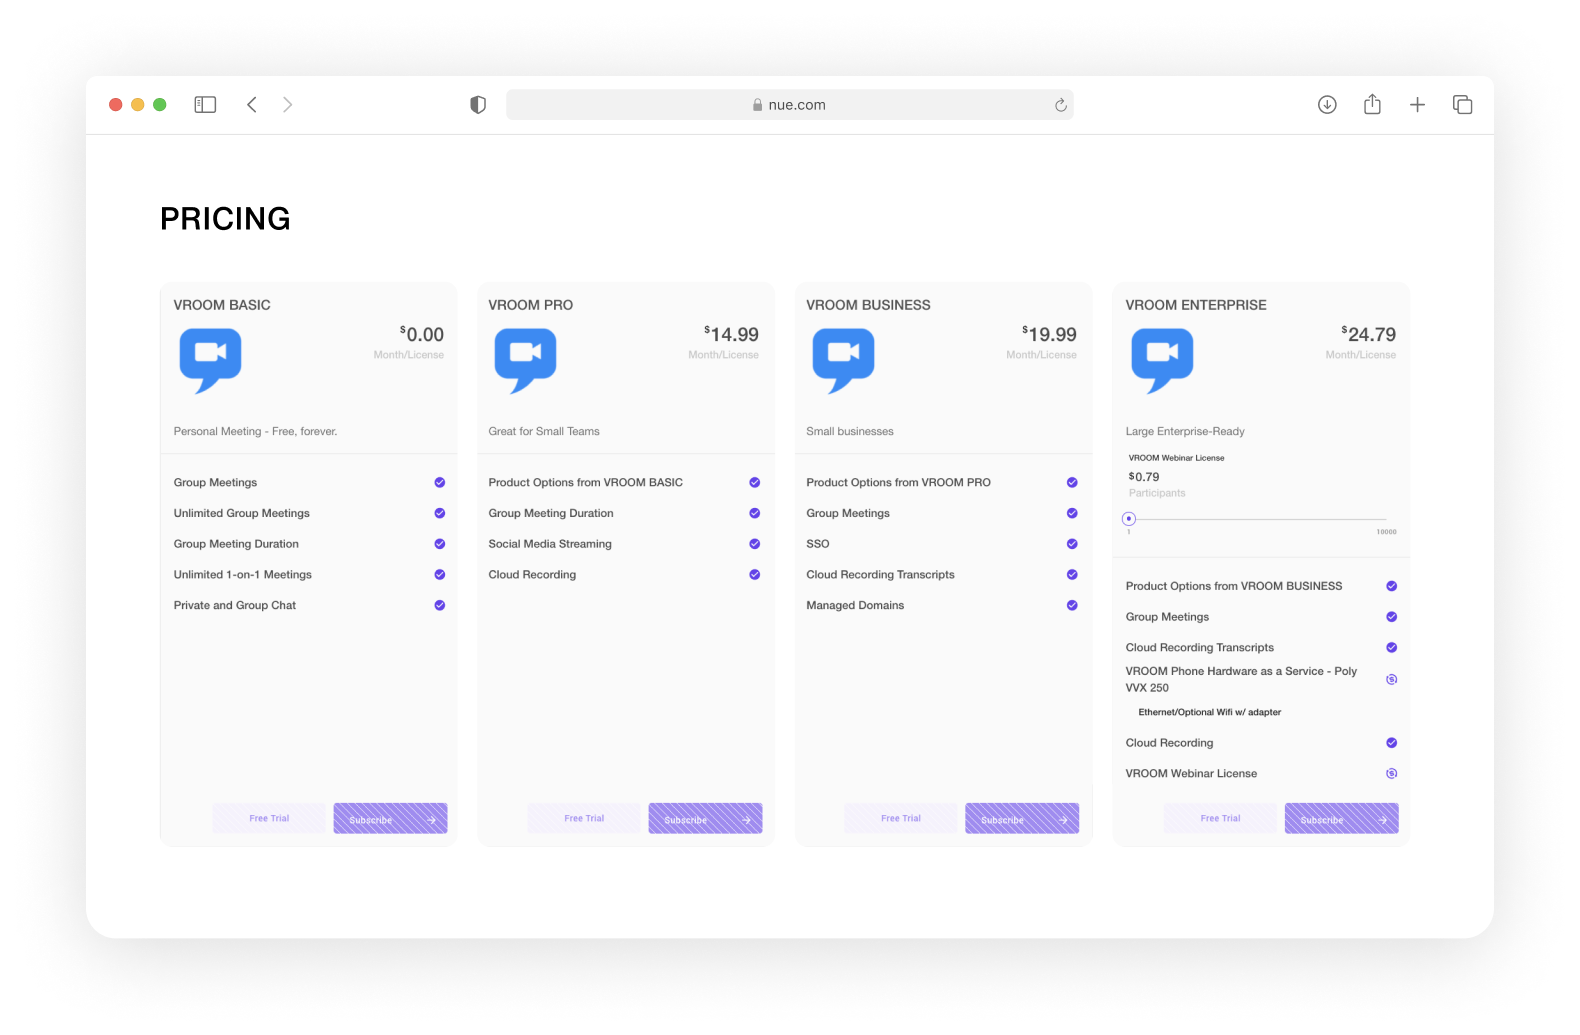 nue.com
PRICING
VROOM BASIC
$0.00
Month/License
Personal Meeting - Free, forever.
Group Meetings
Unlimited Group Meetings
Group Meeting Duration
Unlimited 1-on-1 Meetings
Private and Group Chat
Free Trial
Subscribe
VROOM PRO
$14.99
Month/License
Great for Small Teams
Product Options from VROOM BASIC
Group Meeting Duration
Social Media Streaming
Cloud Recording
Free Trial
Subscribe
VROOM BUSINESS
$19.99
Month/License
Small businesses
Product Options from VROOM PRO
Group Meetings
SSO
Cloud Recording Transcripts
Managed Domains
Free Trial
Subscribe
VROOM ENTERPRISE
$24.79
Month/License
Large Enterprise-Ready
VROOM Webinar License
$0.79
Participants
1 10000
Product Options from VROOM BUSINESS
Group Meetings
Cloud Recording Transcripts
VROOM Phone Hardware as a Service - Poly
VVX 250
Ethernet/Optional Wifi w/ adapter
Cloud Recording
VROOM Webinar License
Free Trial
Subscribe